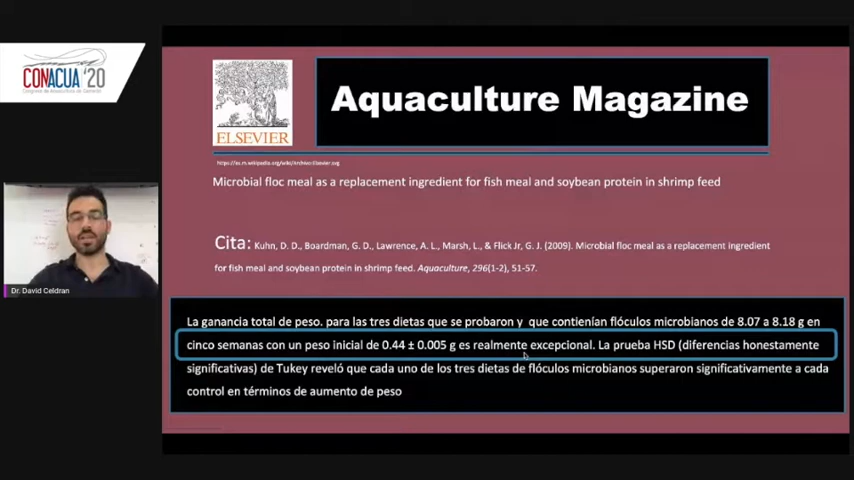 CONACUA '20
Aquaculture Magazine
ELSEVIER
Microbial floc meal as a replacement ingredient for fish meal and soybean protein in shrimp feed
Cita: Kuhn, D. D., Boardman, G. D., Lawrence, A. L., Marsh, L., & Flick Jr, G. J. (2009). Microbial floc meal as a replacement ingredient
for fish meal and soybean protein in shrimp feed. Aquaculture, 296(1-2), 51-57.
Dr. David Celdran
La ganancia total de peso. para las tres dietas que se probaron y que contienían flóculos microbianos de 8.07 a 8.18 g en
cinco semanas con un peso inicial de 0.44 ± 0.005 g es realmente excepcional. La prueba HSD (diferencias honestamente
significativas) de Tukey reveló que cada uno de los tres dietas de flóculos microbianos superaron significativamente a cada
control en términos de aumento de peso